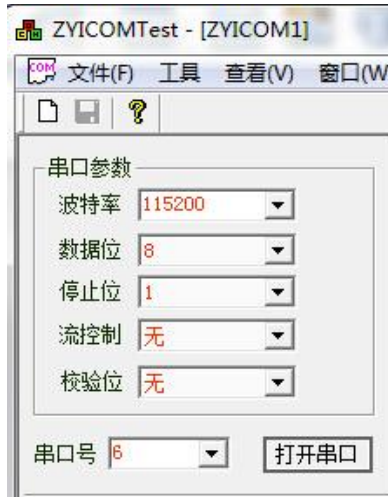 ZYICOMTest - [ZYICOM1]
COM 文件(F) 工具 查看(V) 窗口(W
串口参数
波特率 115200
数据位 8
停止位 1
流控制 无
校验位 无
串口号 6 打开串口